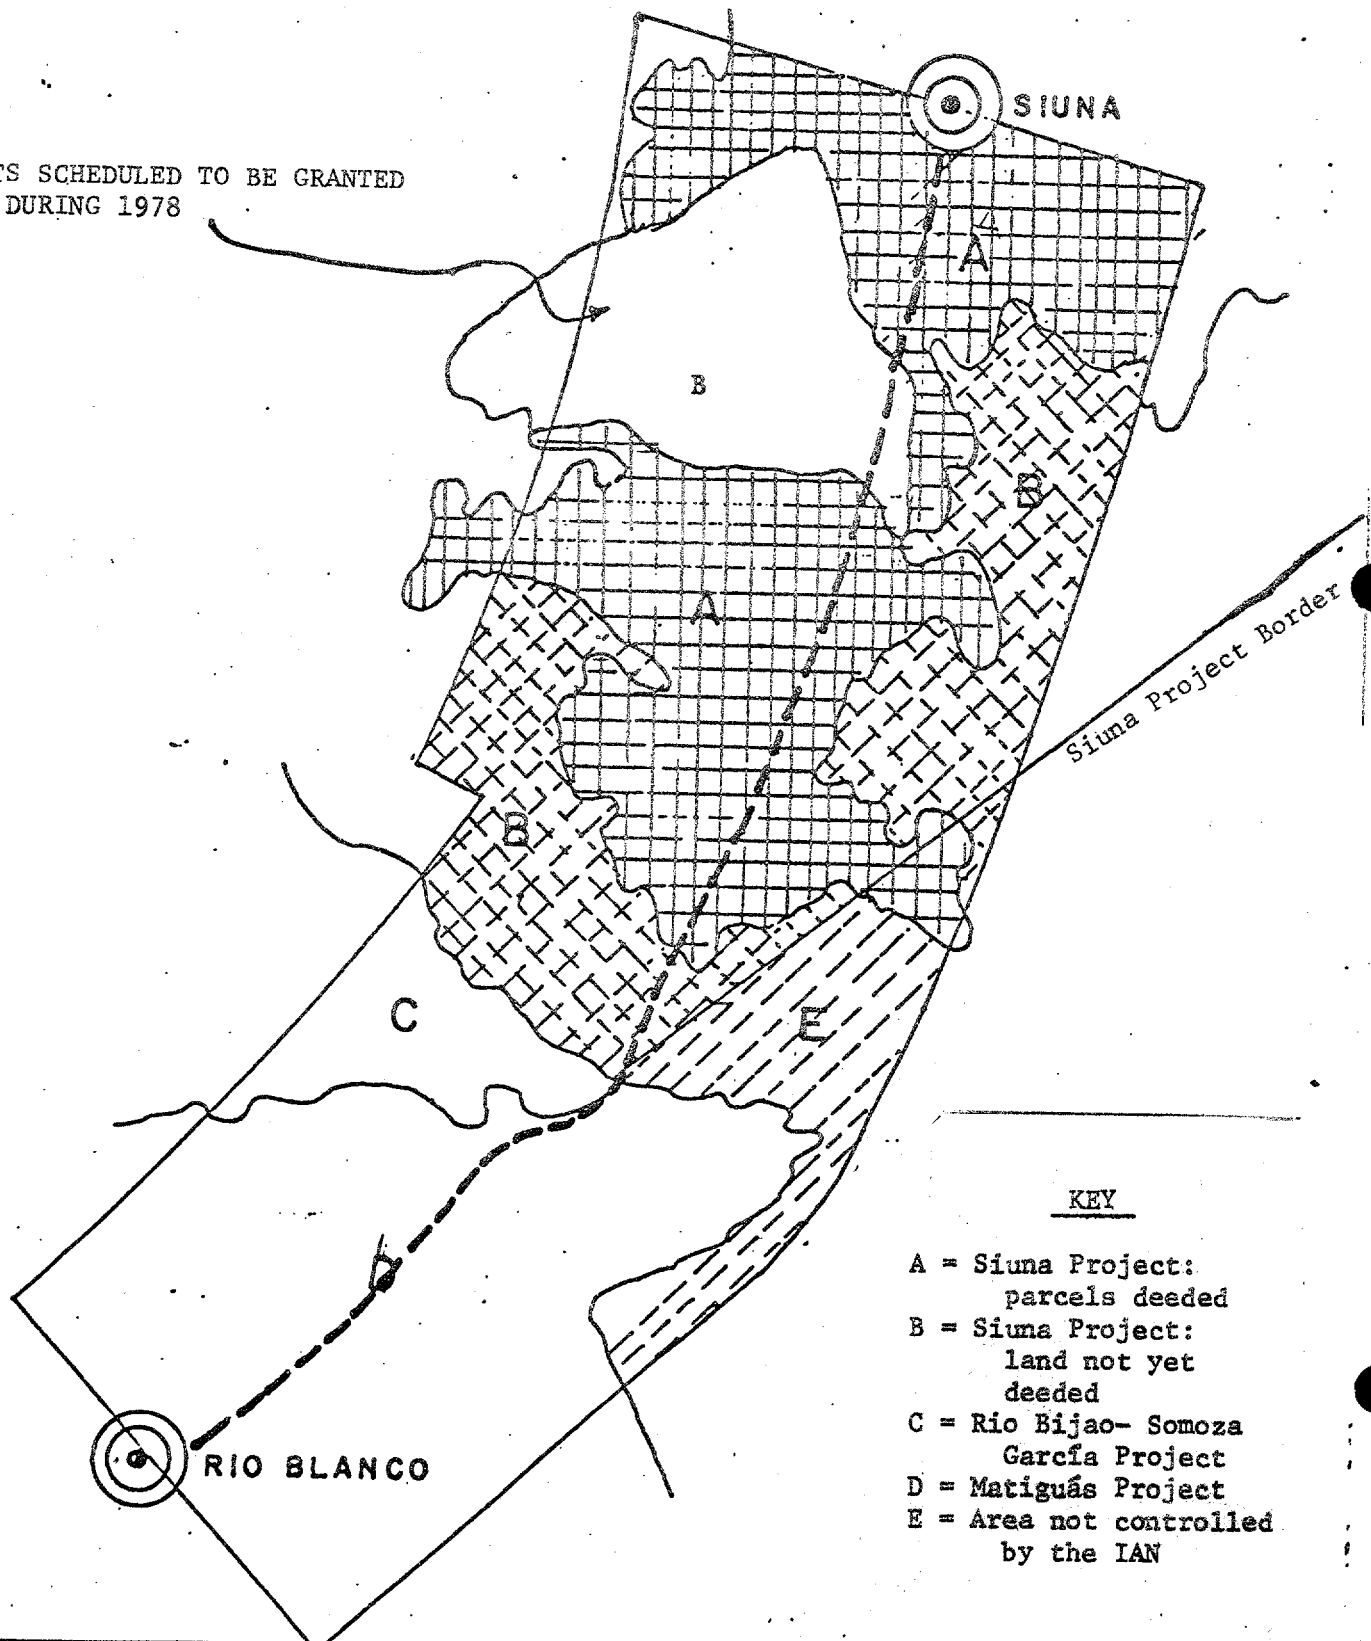 SIUNA
SCHEDULED TO BE GRANTED
DURING 1978
A
B
B
A
Siuna Project Border
B
C
E
D
RIO BLANCO
KEY
A = Siuna Project:
parcels deeded
B = Siuna Project:
land not yet
deeded
C = Rio Bijao- Somoza
García Project
D = Matiguás Project
E = Area not controlled
by the IAN